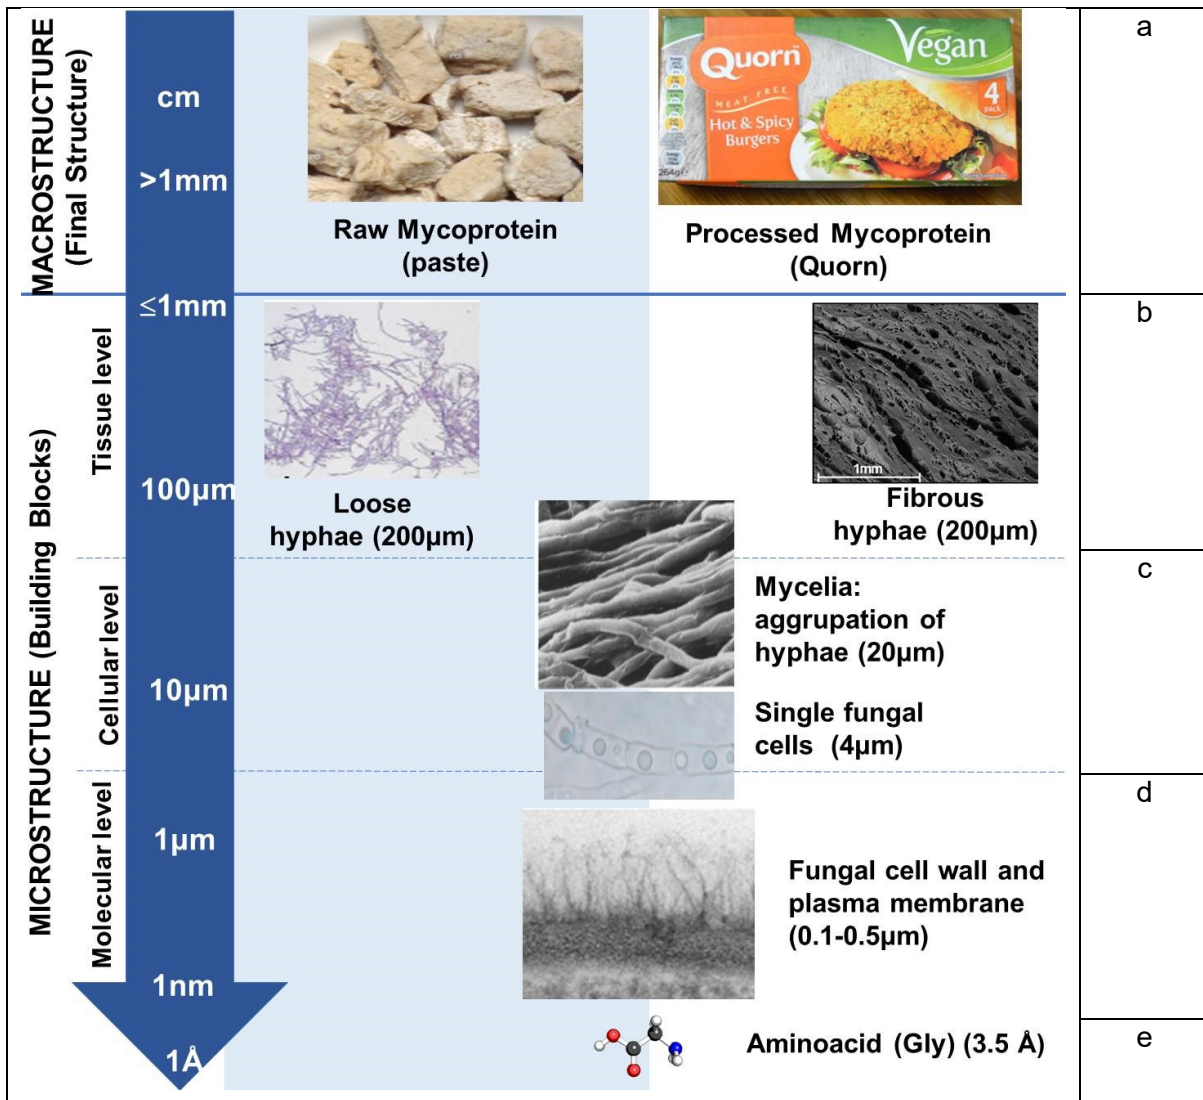 MACROSTRUCTURE
(Final Structure)
cm
>1mm
≤1mm
Raw Mycoprotein
(paste)
Quorn™
MEAT FREE
Hot & Spicy
Burgers
Vegan
4
pack
264g e
Processed Mycoprotein
(Quorn)
a
MICROSTRUCTURE (Building Blocks)
Tissue level
100µm
Loose
hyphae (200µm)
1mm
Fibrous
hyphae (200µm)
b
Cellular level
10µm
Mycelia:
aggrupation of
hyphae (20µm)
Single fungal
cells (4µm)
c
Molecular level
1µm
1nm
Fungal cell wall and
plasma membrane
(0.1-0.5µm)
d
1Å
Aminoacid (Gly) (3.5 Å)
e